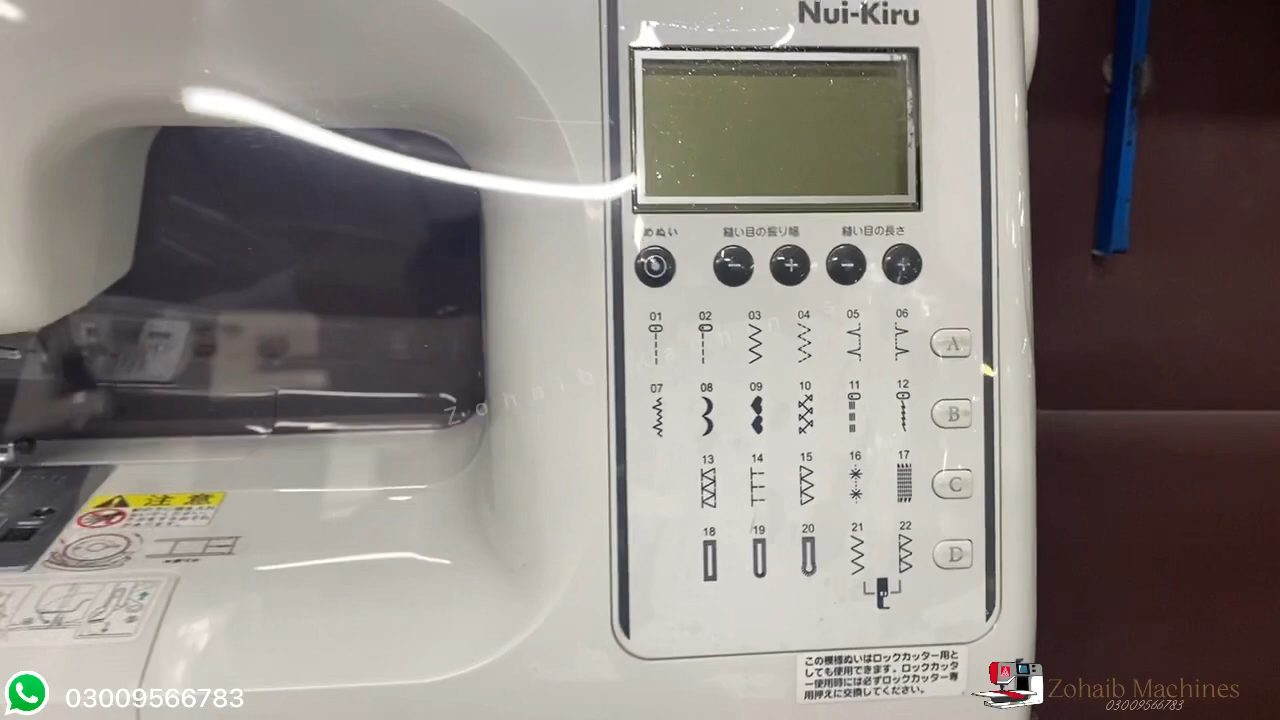 Nui-Kiru
めぬい 縫い目の振り幅 縫い目の長さ
01 02 03 04 05 06
A
07 08 09 10 11 12
B
13 14 15 16 17
C
18 19 20 21 22
D
注意
この模様ぬいはロックカッター用と
しても使用できます。ロックカッタ
ー使用時には必ずロックカッター専
用押えに交換してください。
Zohaib Machines
03009566783
Zohaib Machines
03009566783